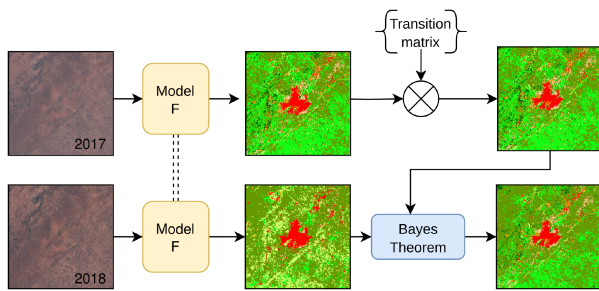 Transition
matrix
Model
F
2017
Model
F
Bayes
Theorem
2018